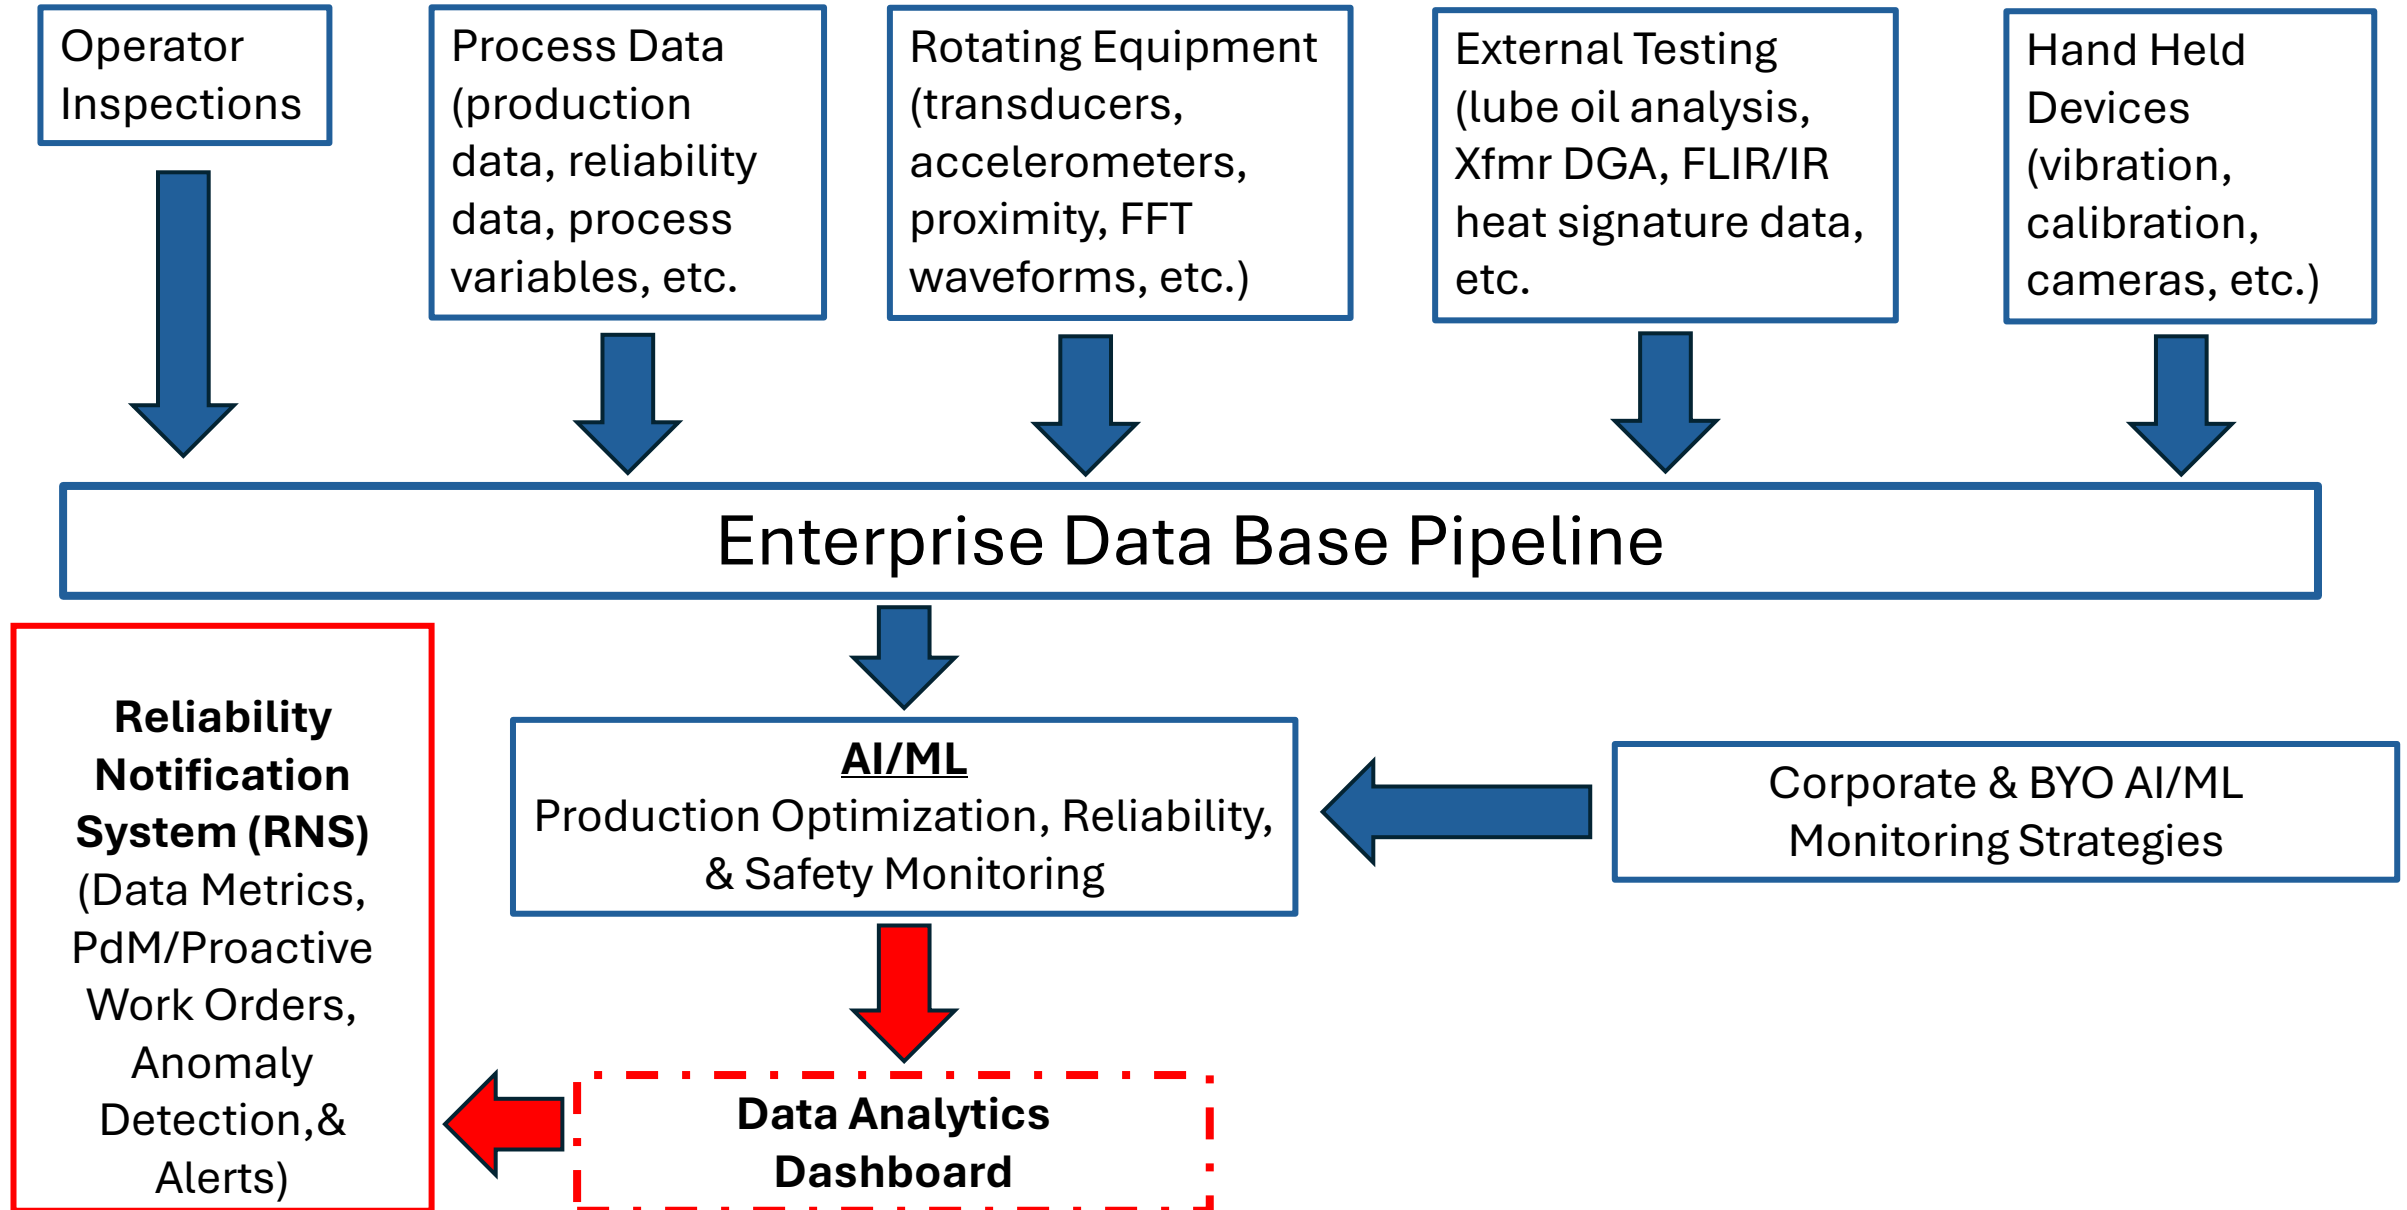 Operator
Inspections
Process Data
(production
data, reliability
data, process
variables, etc.
Rotating Equipment
(transducers,
accelerometers,
proximity, FFT
waveforms, etc.)
External Testing
(lube oil analysis,
Xfmr DGA, FLIR/IR
heat signature data,
etc.
Hand Held
Devices
(vibration,
calibration,
cameras, etc.)
Enterprise Data Base Pipeline
Reliability
Notification
System (RNS)
(Data Metrics,
PdM/Proactive
Work Orders,
Anomaly
Detection,&
Alerts)
AI/ML
Production Optimization, Reliability,
& Safety Monitoring
Corporate & BYO AI/ML
Monitoring Strategies
Data Analytics
Dashboard